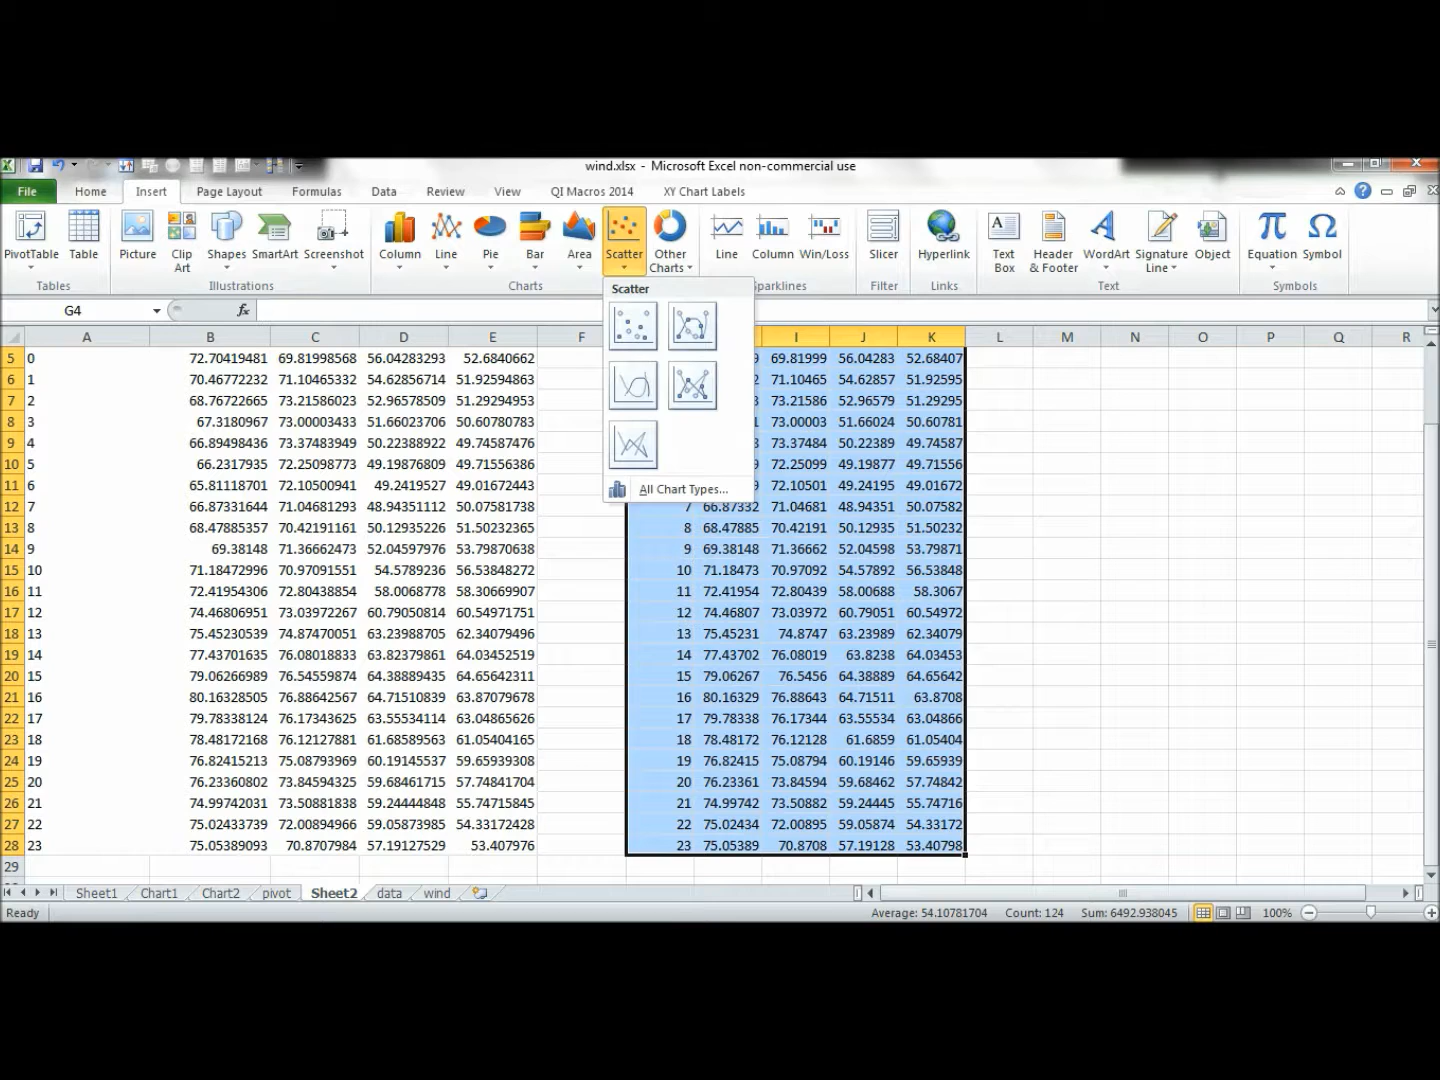 wind.xlsx - Microsoft Excel non-commercial use
File Home Insert Page Layout Formulas Data Review View QI Macros 2014 XY Chart Labels
PivotTable Table Picture Clip Art Shapes SmartArt Screenshot Column Line Pie Bar Area Scatter Other Charts Line Column Win/Loss Slicer Hyperlink Text Box Header & Footer WordArt Signature Line Object Equation Symbol
Tables Illustrations Charts Sparklines Filter Links Text Symbols
Scatter
All Chart Types...
G4 fx
A B C D E F I J K L M N O P Q R
5 0 72.70419481 69.81998568 56.04283293 52.6840662 9 69.81999 56.04283 52.68407
6 1 70.46772232 71.10465332 54.62856714 51.92594863 2 71.10465 54.62857 51.92595
7 2 68.76722665 73.21586023 52.96578509 51.29294953 3 73.21586 52.96579 51.29295
8 3 67.3180967 73.00003433 51.66023706 50.60780783 1 73.00003 51.66024 50.60781
9 4 66.89498436 73.37483949 50.22388922 49.74587476 8 73.37484 50.22389 49.74587
10 5 66.2317935 72.25098773 49.19876809 49.71556386 9 72.25099 49.19877 49.71556
11 6 65.81118701 72.10500941 49.2419527 49.01672443 9 72.10501 49.24195 49.01672
12 7 66.87331644 71.04681293 48.94351112 50.07581738 7 66.87332 71.04681 48.94351 50.07582
13 8 68.47885357 70.42191161 50.12935226 51.50232365 8 68.47885 70.42191 50.12935 51.50232
14 9 69.38148 71.36662473 52.04597976 53.79870638 9 69.38148 71.36662 52.04598 53.79871
15 10 71.18472996 70.97091551 54.5789236 56.53848272 10 71.18473 70.97092 54.57892 56.53848
16 11 72.41954306 72.80438854 58.0068778 58.30669907 11 72.41954 72.80439 58.00688 58.3067
17 12 74.46806951 73.03972267 60.79050814 60.54971751 12 74.46807 73.03972 60.79051 60.54972
18 13 75.45230539 74.87470051 63.23988705 62.34079496 13 75.45231 74.8747 63.23989 62.34079
19 14 77.43701635 76.08018833 63.82379861 64.03452519 14 77.43702 76.08019 63.8238 64.03453
20 15 79.06266989 76.54559874 64.38889435 64.65642311 15 79.06267 76.5456 64.38889 64.65642
21 16 80.16328505 76.88642567 64.71510839 63.87079678 16 80.16329 76.88643 64.71511 63.8708
22 17 79.78338124 76.17343625 63.55534114 63.04865626 17 79.78338 76.17344 63.55534 63.04866
23 18 78.48172168 76.12127881 61.68589563 61.05404165 18 78.48172 76.12128 61.6859 61.05404
24 19 76.82415213 75.08793969 60.19145537 59.65939308 19 76.82415 75.08794 60.19146 59.65939
25 20 76.23360802 73.84594325 59.68461715 57.74841704 20 76.23361 73.84594 59.68462 57.74842
26 21 74.99742031 73.50881838 59.24444848 55.74715845 21 74.99742 73.50882 59.24445 55.74716
27 22 75.02433739 72.00894966 59.05873985 54.33172428 22 75.02434 72.00895 59.05874 54.33172
28 23 75.05389093 70.8707984 57.19127529 53.407976 23 75.05389 70.8708 57.19128 53.40798
29
Sheet1 Chart1 Chart2 pivot Sheet2 data wind
Ready Average: 54.10781704 Count: 124 Sum: 6492.938045 100%